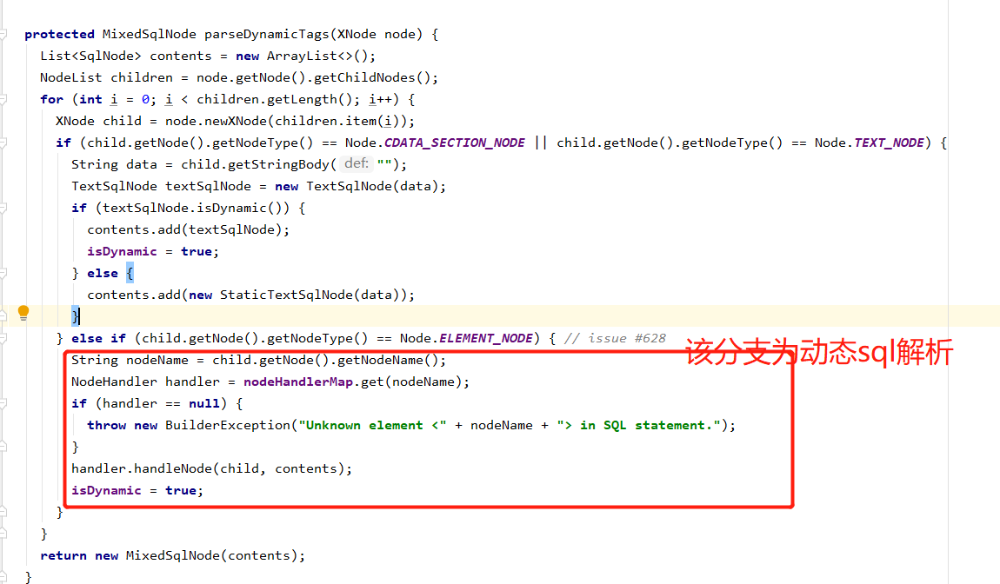 protected MixedSqlNode parseDynamicTags(XNode node) {
List<SqlNode> contents = new ArrayList<>();
NodeList children = node.getNode().getChildNodes();
for (int i = 0; i < children.getLength(); i++) {
XNode child = node.newXNode(children.item(i));
if (child.getNode().getNodeType() == Node.CDATA_SECTION_NODE || child.getNode().getNodeType() == Node.TEXT_NODE) {
String data = child.getStringBody( def: "");
TextSqlNode textSqlNode = new TextSqlNode(data);
if (textSqlNode.isDynamic()) {
contents.add(textSqlNode);
isDynamic = true;
} else {
contents.add(new StaticTextSqlNode(data));
}
} else if (child.getNode().getNodeType() == Node.ELEMENT_NODE) { // issue #628
该分支为动态sql解析
String nodeName = child.getNode().getNodeName();
NodeHandler handler = nodeHandlerMap.get(nodeName);
if (handler == null) {
throw new BuilderException("Unknown element <" + nodeName + "> in SQL statement.");
}
handler.handleNode(child, contents);
isDynamic = true;
}
}
return new MixedSqlNode(contents);
}